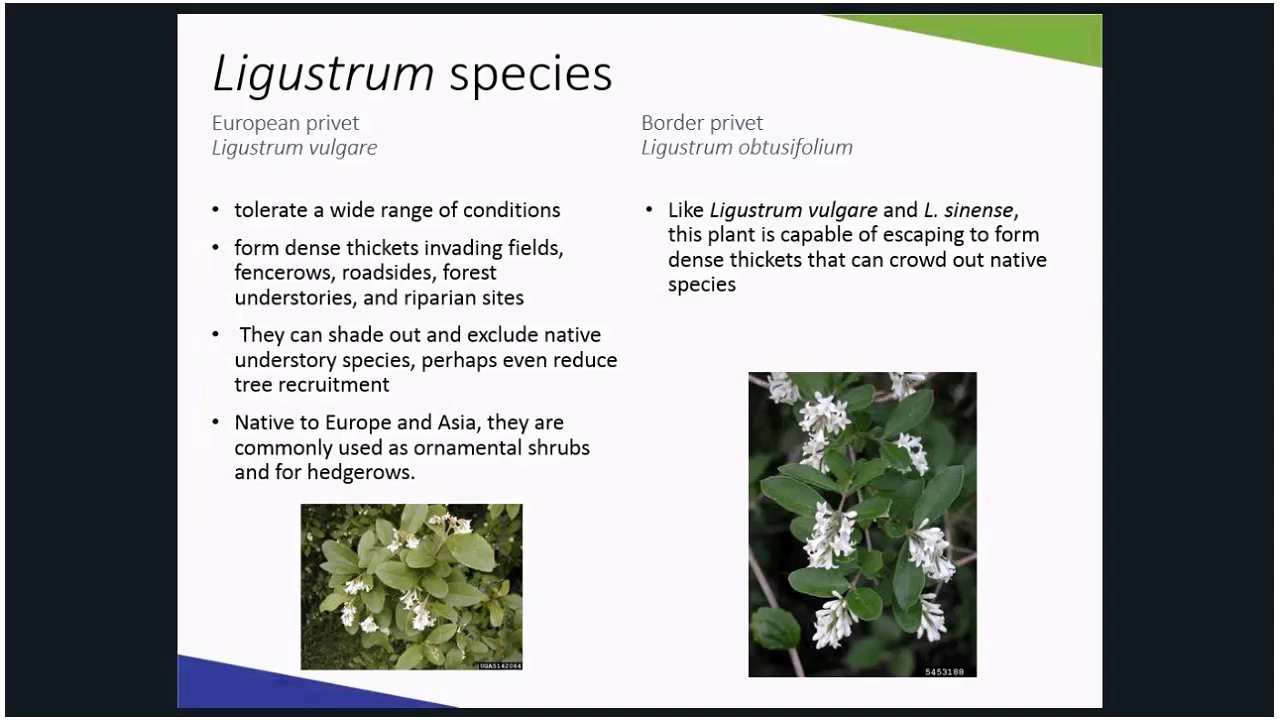 Ligustrum species
European privet
Ligustrum vulgare
• tolerate a wide range of conditions
• form dense thickets invading fields,
fencerows, roadsides, forest
understories, and riparian sites
• They can shade out and exclude native
understory species, perhaps even reduce
tree recruitment
• Native to Europe and Asia, they are
commonly used as ornamental shrubs
and for hedgerows.
UGA5142064
Border privet
Ligustrum obtusifolium
• Like Ligustrum vulgare and L. sinense,
this plant is capable of escaping to form
dense thickets that can crowd out native
species
5453188